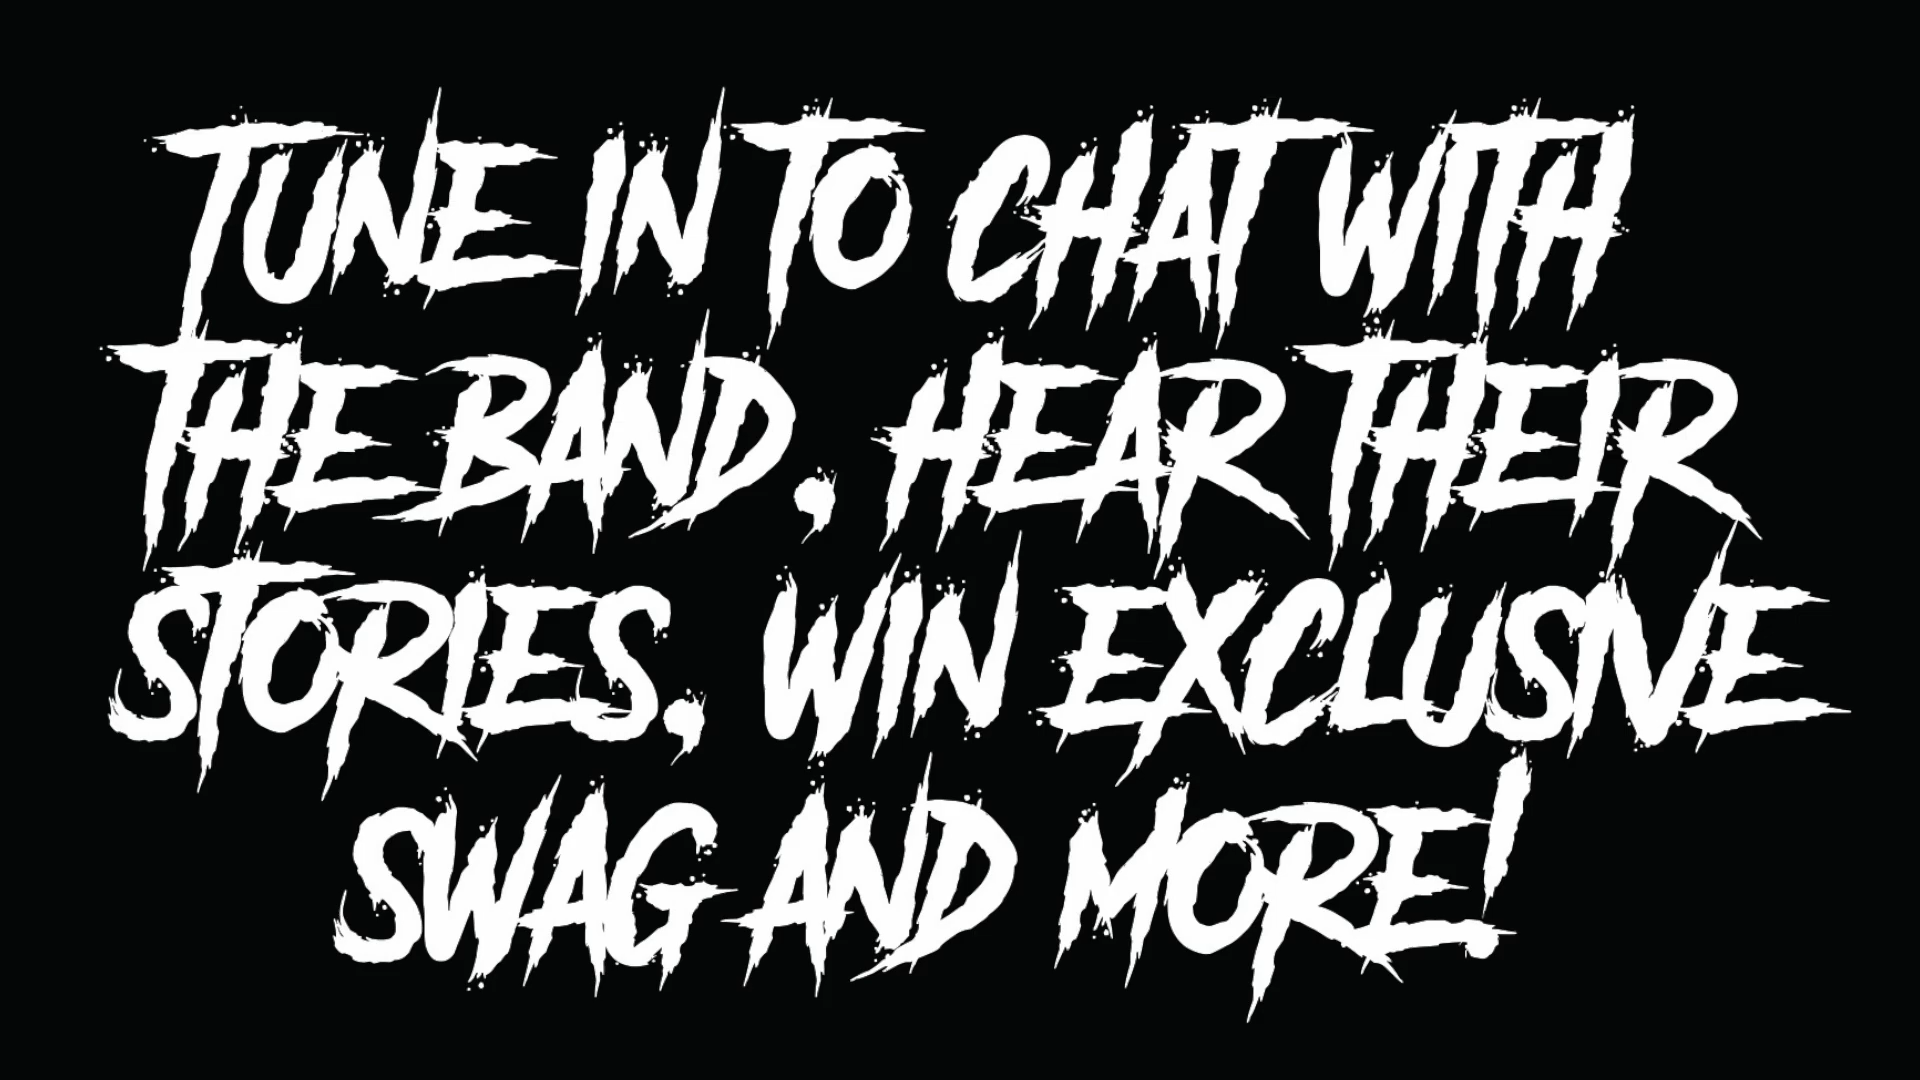 TUNE IN TO CHAT WITH
THE BAND, HEAR THEIR
STORIES, WIN EXCLUSIVE
SWAG AND MORE!